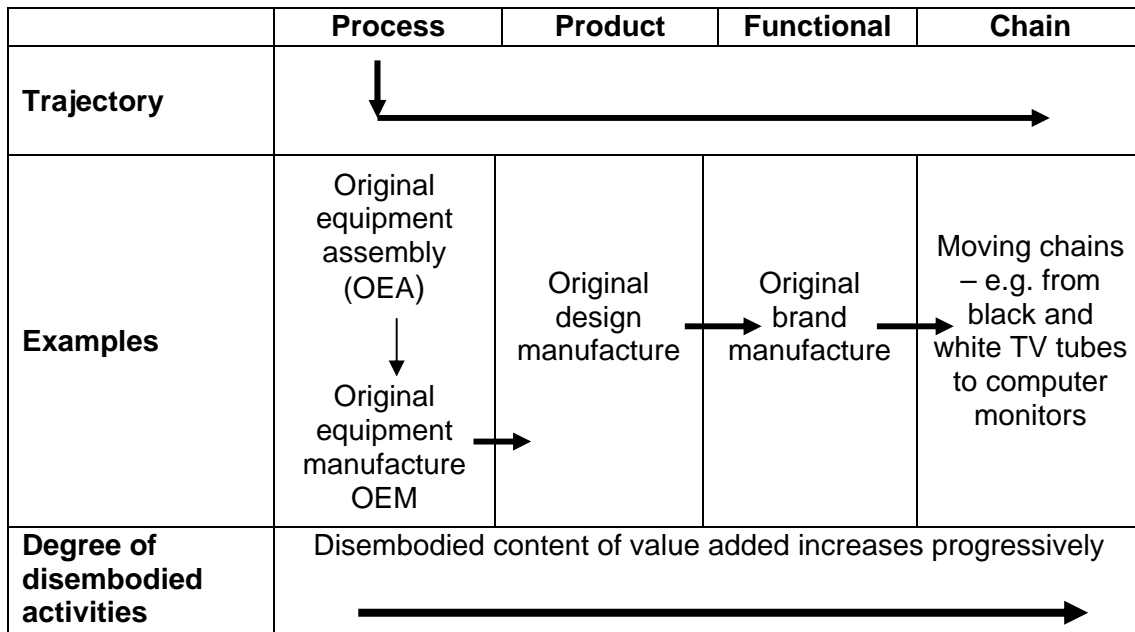 Process Product Functional Chain
Trajectory
Examples
Original
equipment
assembly
(OEA)
Original
equipment
manufacture
OEM
Original
design
manufacture
Original
brand
manufacture
Moving chains
– e.g. from
black and
white TV tubes
to computer
monitors
Degree of
disembodied
activities
Disembodied content of value added increases progressively